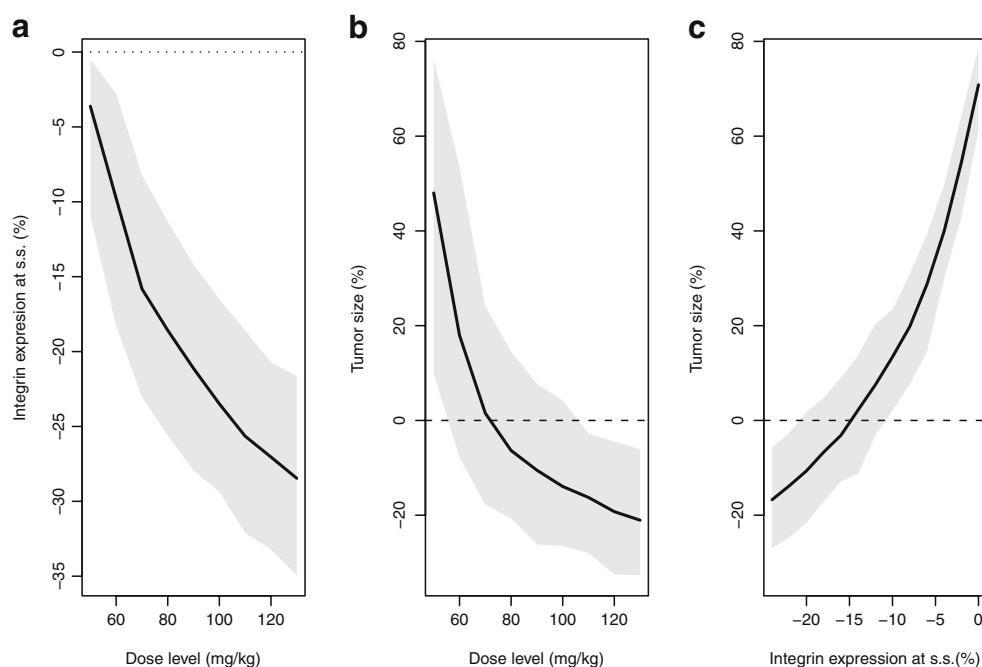 a
0
−5
−10
−15
−20
−25
−30
−35
Integrin expresion at s.s. (%)
60 80 100 120
Dose level (mg/kg)
b
80
60
40
20
0
−20
Tumor size (%)
60 80 100 120
Dose level (mg/kg)
c
80
60
40
20
0
−20
Tumor size (%)
−20 −15 −10 −5 0
Integrin expression at s.s.(%)